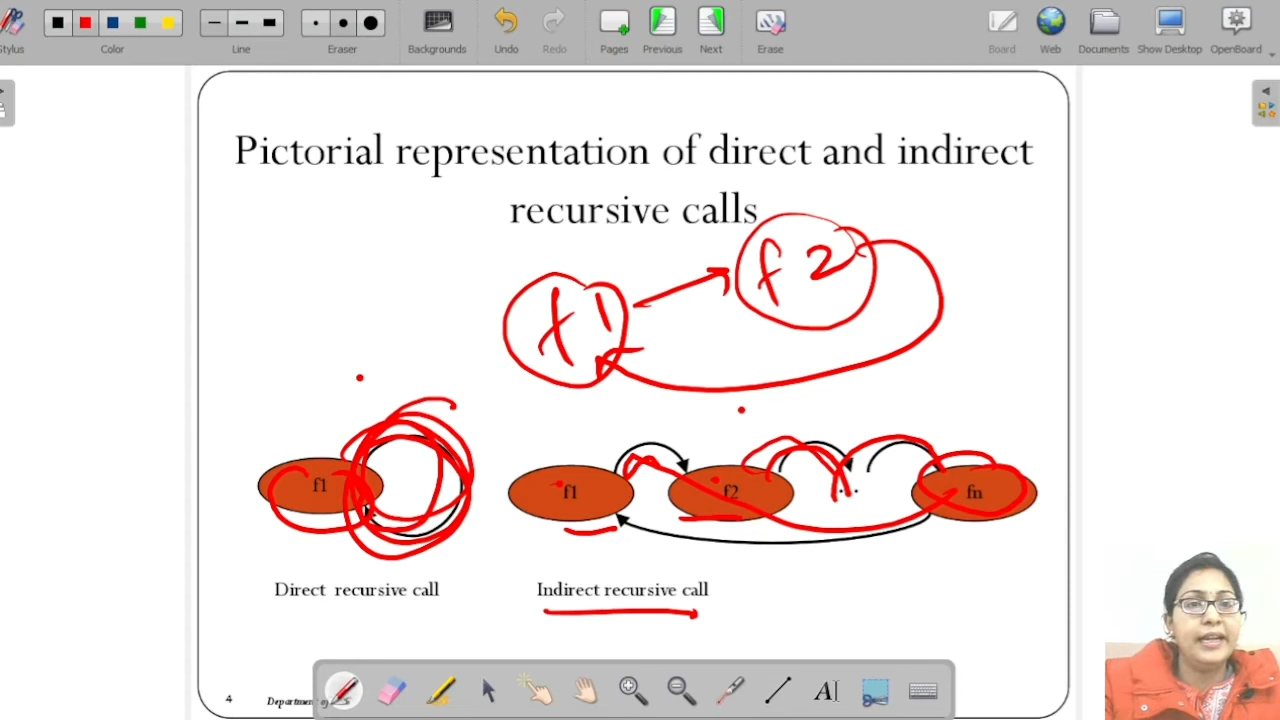 Stylus
Color
Line
Eraser
Backgrounds
Undo
Redo
Pages
Previous
Next
Erase
Board
Web
Documents
Show Desktop
OpenBoard
Pictorial representation of direct and indirect
recursive calls
f1
f2
f1
f1
f2
...
fn
Direct recursive call
Indirect recursive call
4
Department of